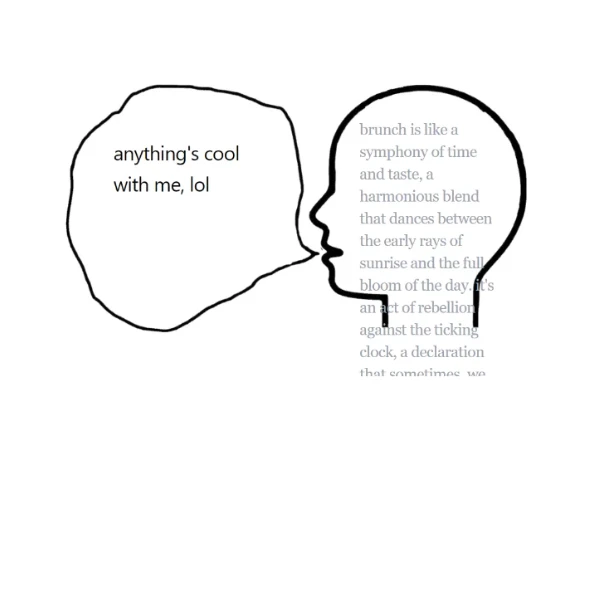 anything's cool
with me, lol
brunch is like a
symphony of time
and taste, a
harmonious blend
that dances between
the early rays of
sunrise and the full
bloom of the day. it's
an act of rebellion
against the ticking
clock, a declaration
that sometimes, we